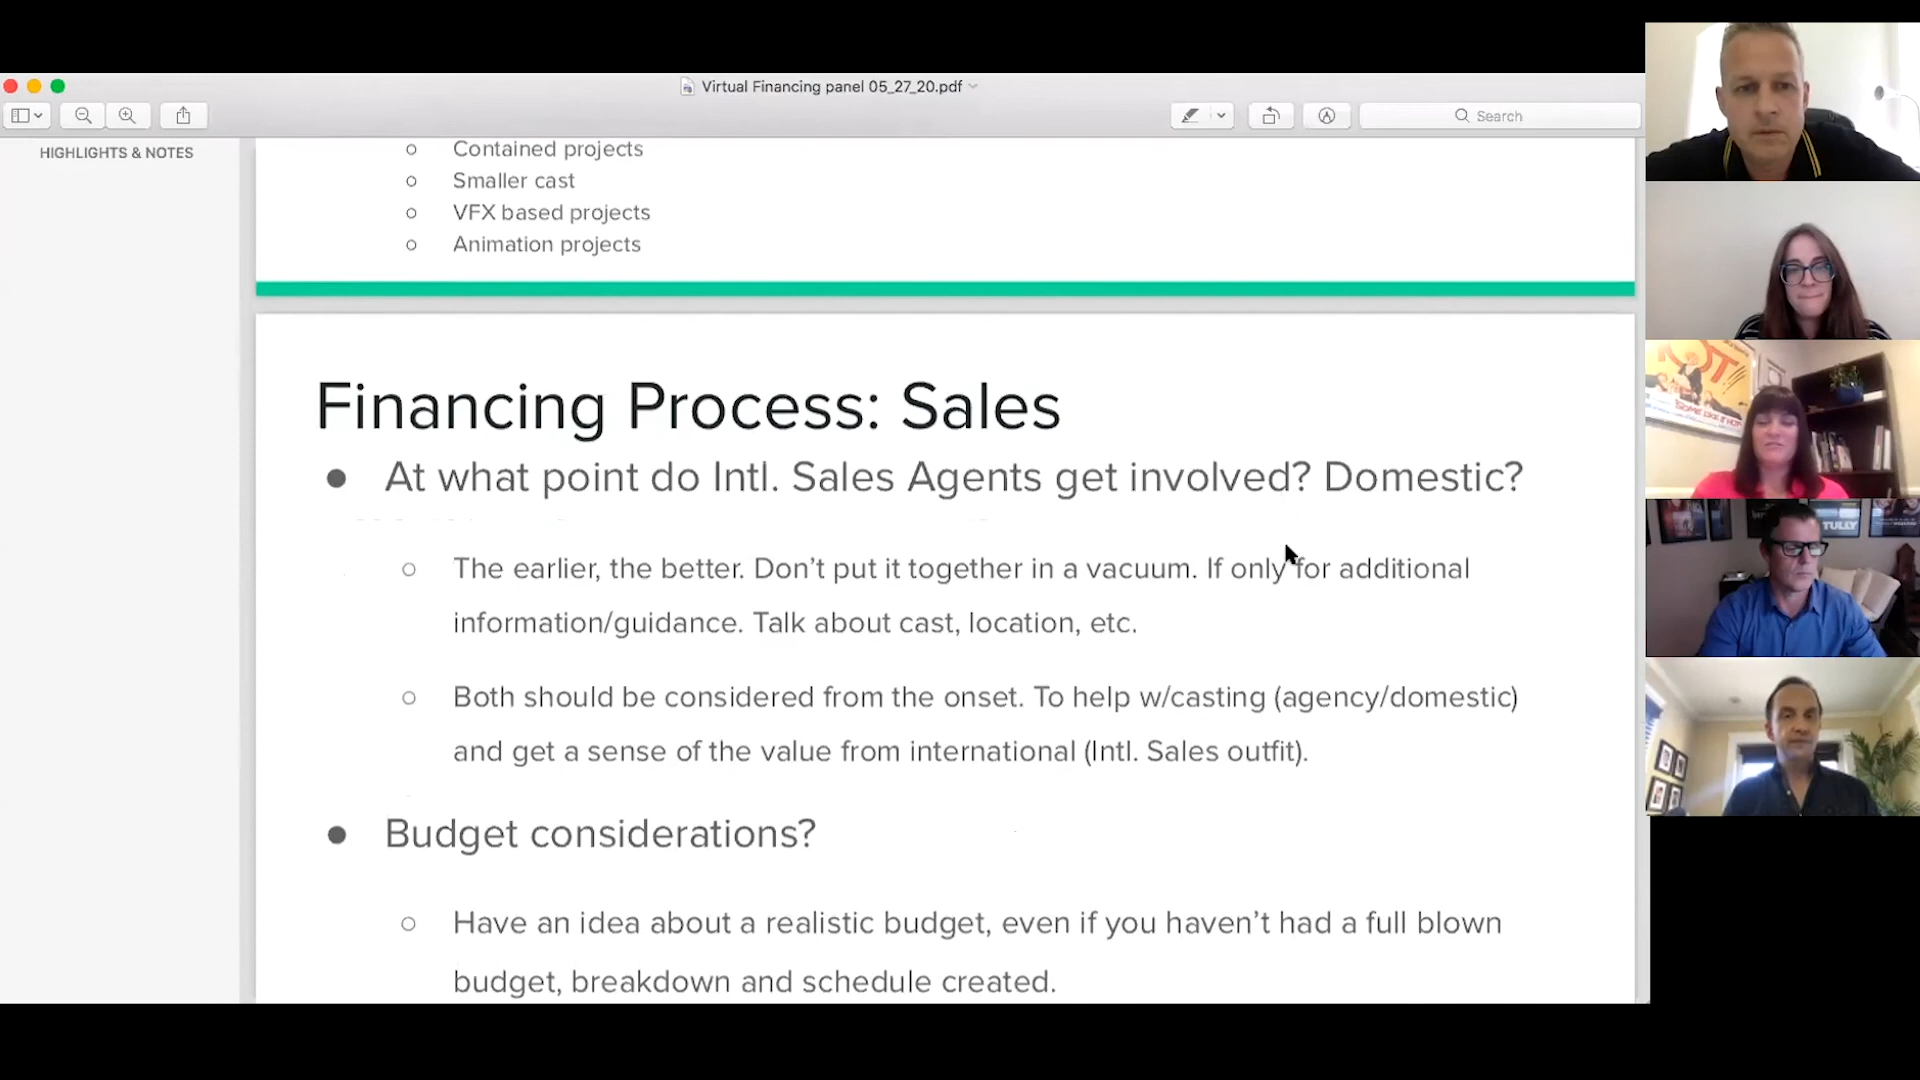 Virtual Financing panel 05_27_20.pdf
Search
HIGHLIGHTS & NOTES
Contained projects
Smaller cast
VFX based projects
Animation projects
Financing Process: Sales
At what point do Intl. Sales Agents get involved? Domestic?
The earlier, the better. Don’t put it together in a vacuum. If only for additional
information/guidance. Talk about cast, location, etc.
Both should be considered from the onset. To help w/casting (agency/domestic)
and get a sense of the value from international (Intl. Sales outfit).
Budget considerations?
Have an idea about a realistic budget, even if you haven’t had a full blown
budget, breakdown and schedule created.
TULLY